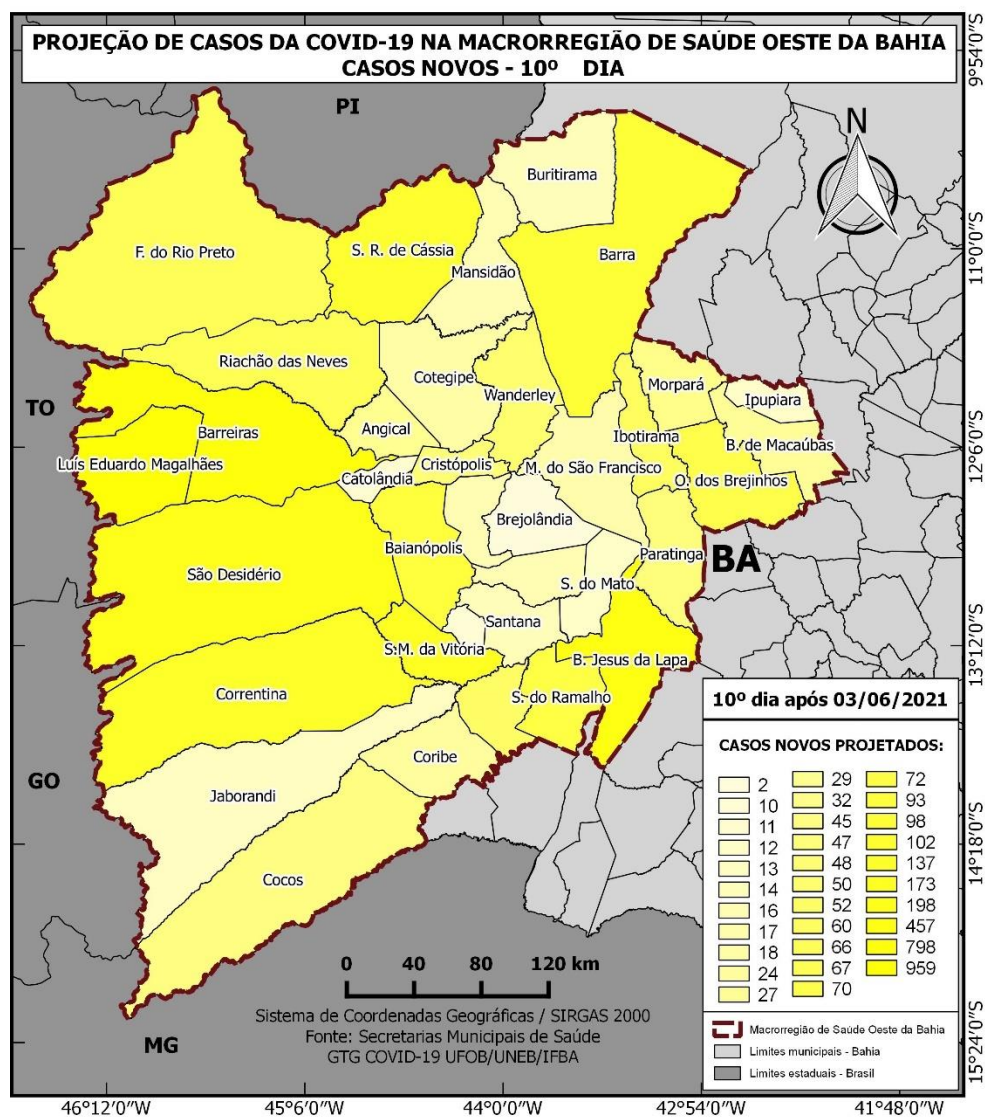 PROJEÇÃO DE CASOS DA COVID-19 NA MACRORREGIÃO DE SAÚDE OESTE DA BAHIA
CASOS NOVOS - 10º DIA
PI
N
Buritirama
F. do Rio Preto
S. R. de Cássia
Barra
Mansidão
Riachão das Neves
Cotegipe
Wanderley
Morpará
Ipupiara
TO
Barreiras
Angical
Ibotirama
B. de Macaúbas
Luís Eduardo Magalhães
Catolândia
Cristópolis
M. do São Francisco
O. dos Brejinhos
Brejolândia
Baianópolis
Paratinga
BA
São Desidério
S. do Mato
Santana
S.M. da Vitória
B. Jesus da Lapa
Correntina
S. do Ramalho
GO
Coribe
Jaborandi
Cocos
MG
10º dia após 03/06/2021
CASOS NOVOS PROJETADOS:
2
10
11
12
13
14
16
17
18
24
27
29
32
45
47
48
50
52
60
66
67
70
72
93
98
102
137
173
198
457
798
959
Macrorregião de Saúde Oeste da Bahia
Limites municipais - Bahia
Limites estaduais - Brasil
0 40 80 120 km
Sistema de Coordenadas Geográficas / SIRGAS 2000
Fonte: Secretarias Municipais de Saúde
GTG COVID-19 UFOB/UNEB/IFBA
9°54'0"S
11°0'0"S
12°6'0"S
13°12'0"S
14°18'0"S
15°24'0"S
46°12'0"W
45°6'0"W
44°0'0"W
42°54'0"W
41°48'0"W